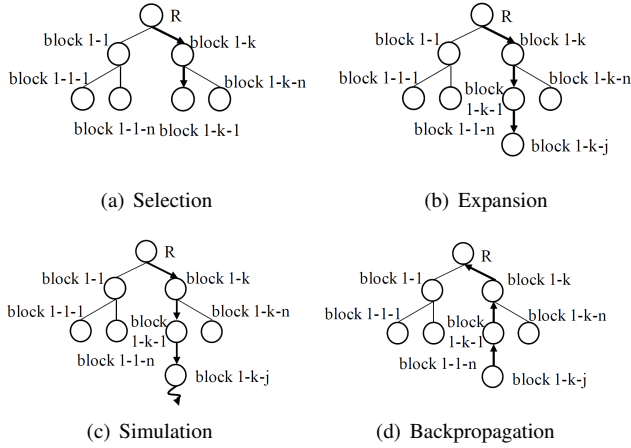 R
block 1-1
block 1-k
block 1-1-1
block 1-k-n
block 1-1-n
block 1-k-1
(a) Selection
R
block 1-1
block 1-k
block 1-1-1
block
1-k-1
block 1-k-n
block 1-1-n
block 1-k-j
(b) Expansion
R
block 1-1
block 1-k
block 1-1-1
block
1-k-1
block 1-k-n
block 1-1-n
block 1-k-j
(c) Simulation
R
block 1-1
block 1-k
block 1-1-1
block
1-k-1
block 1-k-n
block 1-1-n
block 1-k-j
(d) Backpropagation